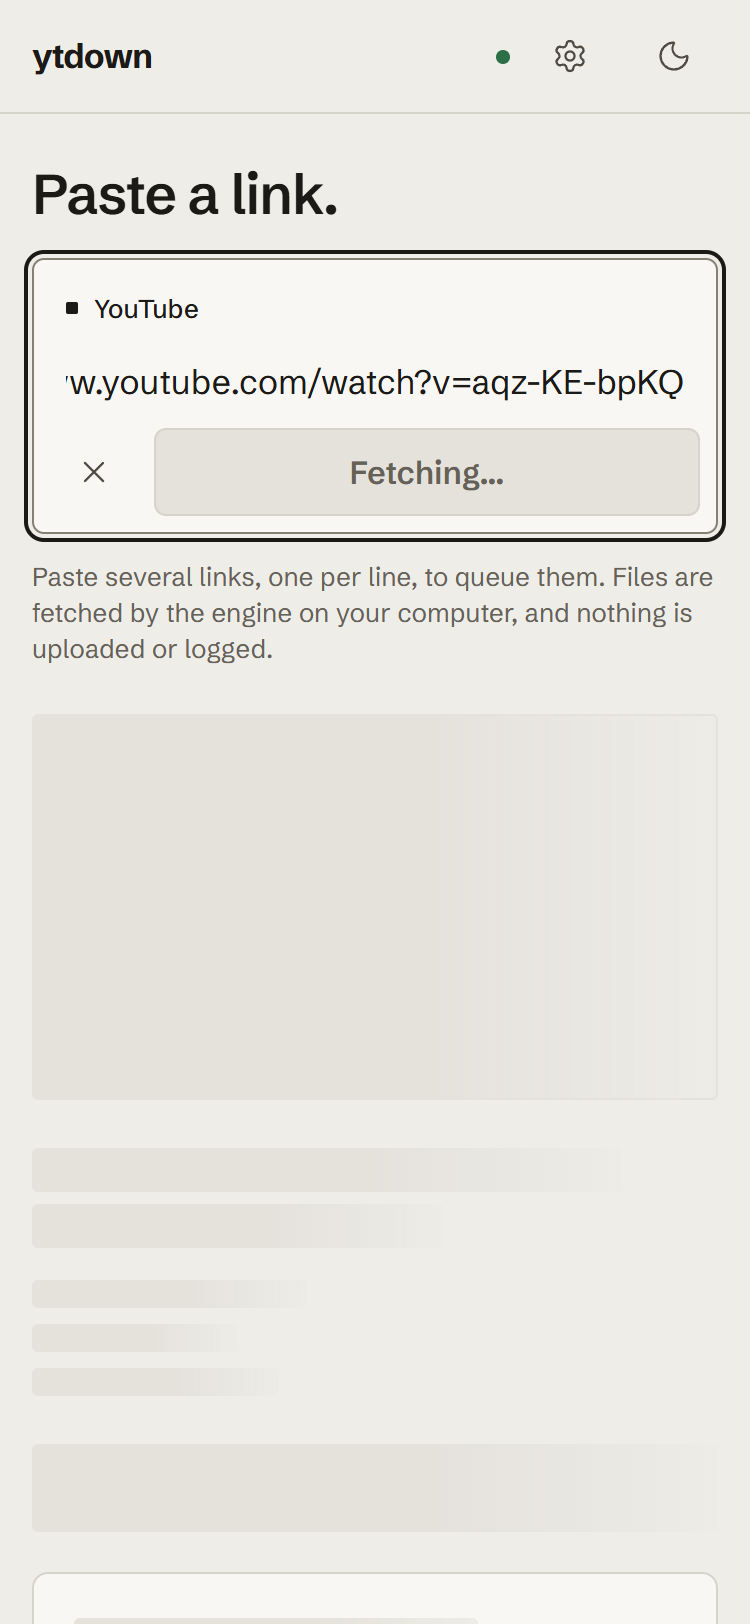 ytdown
Paste a link.
YouTube
w.youtube.com/watch?v=aqz-KE-bpKQ
Fetching…
Paste several links, one per line, to queue them. Files are
fetched by the engine on your computer, and nothing is
uploaded or logged.